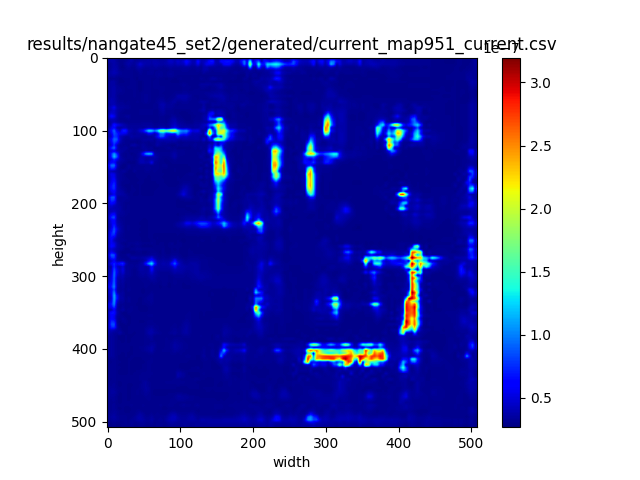 results/nangate45_set2/generated/current_map951_current.csv
1e−7
0
100
200
300
400
500
height
0 100 200 300 400 500
width
3.0
2.5
2.0
1.5
1.0
0.5